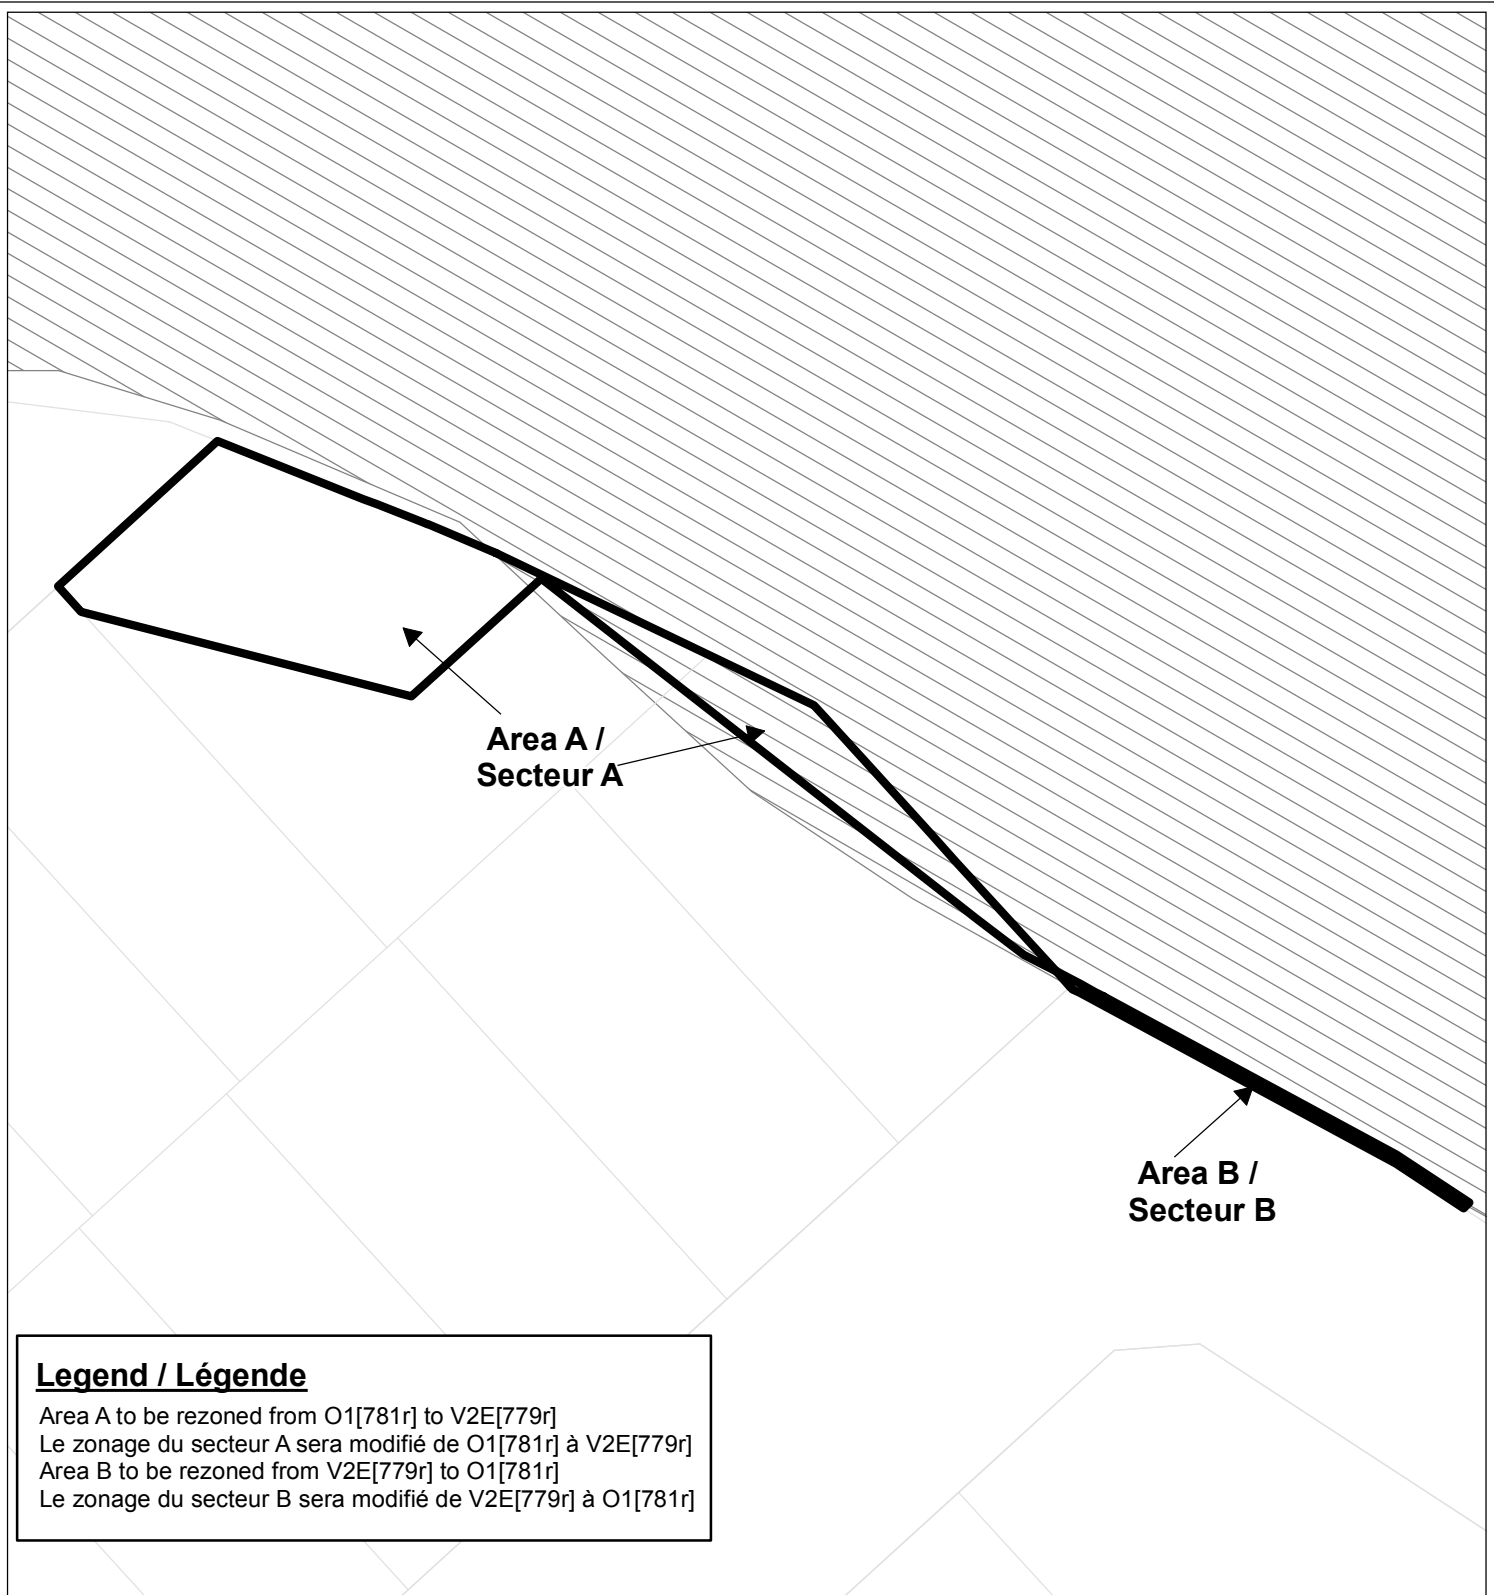 Area A /
Secteur A
Area B /
Secteur B
Legend / Légende
Area A to be rezoned from O1[781r] to V2E[779r]
Le zonage du secteur A sera modifié de O1[781r] à V2E[779r]
Area B to be rezoned from V2E[779r] to O1[781r]
Le zonage du secteur B sera modifié de V2E[779r] à O1[781r]